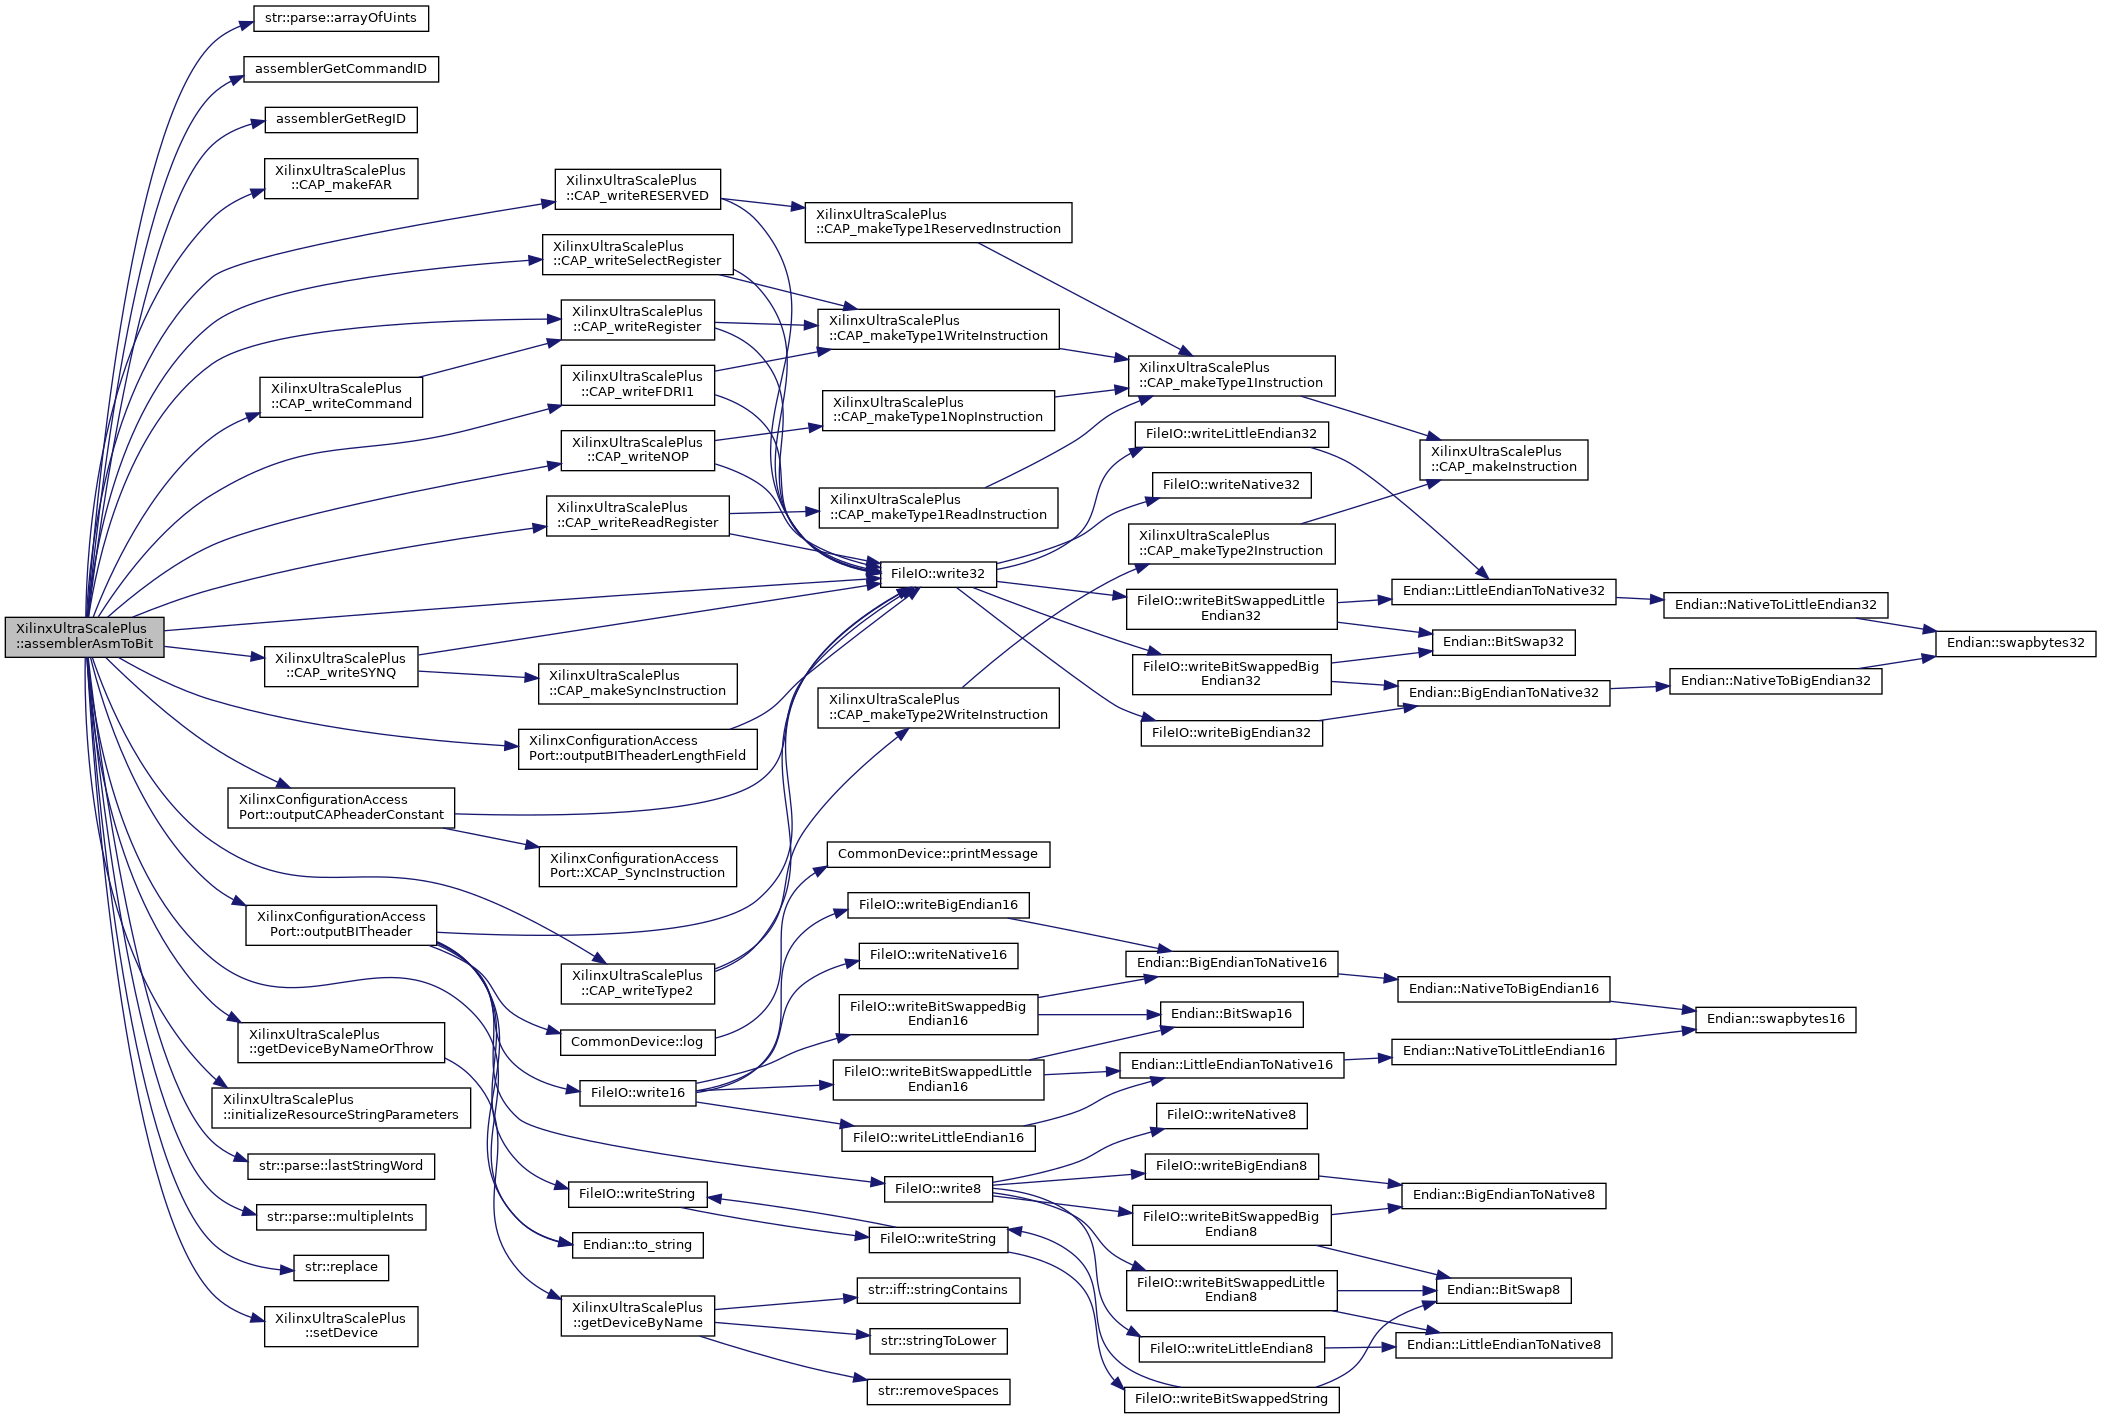 XilinxUltraScalePlus
::assemblerAsmToBit
str::parse::arrayOfUints
assemblerGetCommandID
assemblerGetRegID
XilinxUltraScalePlus
::CAP_makeFAR
XilinxUltraScalePlus
::CAP_writeCommand
XilinxUltraScalePlus
::CAP_writeSYNQ
XilinxConfigurationAccess
Port::outputCAPheaderConstant
XilinxConfigurationAccess
Port::outputBITheader
XilinxUltraScalePlus
::getDeviceByNameOrThrow
XilinxUltraScalePlus
::initializeResourceStringParameters
str::parse::lastStringWord
str::parse::multipleInts
str::replace
XilinxUltraScalePlus
::setDevice
XilinxUltraScalePlus
::CAP_writeRESERVED
XilinxUltraScalePlus
::CAP_writeSelectRegister
XilinxUltraScalePlus
::CAP_writeRegister
XilinxUltraScalePlus
::CAP_writeFDRI1
XilinxUltraScalePlus
::CAP_writeNOP
XilinxUltraScalePlus
::CAP_writeReadRegister
XilinxUltraScalePlus
::CAP_makeSyncInstruction
XilinxConfigurationAccess
Port::outputBITheaderLengthField
XilinxConfigurationAccess
Port::XCAP_SyncInstruction
XilinxUltraScalePlus
::CAP_writeType2
CommonDevice::log
FileIO::write16
FileIO::writeString
Endian::to_string
XilinxUltraScalePlus
::getDeviceByName
XilinxUltraScalePlus
::CAP_makeType1ReservedInstruction
XilinxUltraScalePlus
::CAP_makeType1WriteInstruction
XilinxUltraScalePlus
::CAP_makeType1NopInstruction
XilinxUltraScalePlus
::CAP_makeType1ReadInstruction
FileIO::write32
XilinxUltraScalePlus
::CAP_makeType2WriteInstruction
CommonDevice::printMessage
FileIO::writeBigEndian16
FileIO::writeNative16
FileIO::writeBitSwappedBig
Endian16
FileIO::writeBitSwappedLittle
Endian16
FileIO::writeLittleEndian16
FileIO::write8
FileIO::writeString
str::iff::stringContains
str::stringToLower
str::removeSpaces
XilinxUltraScalePlus
::CAP_makeType1Instruction
FileIO::writeLittleEndian32
FileIO::writeNative32
XilinxUltraScalePlus
::CAP_makeType2Instruction
FileIO::writeBitSwappedLittle
Endian32
FileIO::writeBitSwappedBig
Endian32
FileIO::writeBigEndian32
Endian::BigEndianToNative16
Endian::BitSwap16
Endian::LittleEndianToNative16
FileIO::writeNative8
FileIO::writeBigEndian8
FileIO::writeBitSwappedBig
Endian8
FileIO::writeBitSwappedLittle
Endian8
FileIO::writeLittleEndian8
FileIO::writeBitSwappedString
XilinxUltraScalePlus
::CAP_makeInstruction
Endian::LittleEndianToNative32
Endian::BitSwap32
Endian::BigEndianToNative32
Endian::NativeToBigEndian16
Endian::NativeToLittleEndian16
Endian::BigEndianToNative8
Endian::BitSwap8
Endian::LittleEndianToNative8
Endian::NativeToLittleEndian32
Endian::NativeToBigEndian32
Endian::swapbytes16
Endian::swapbytes32